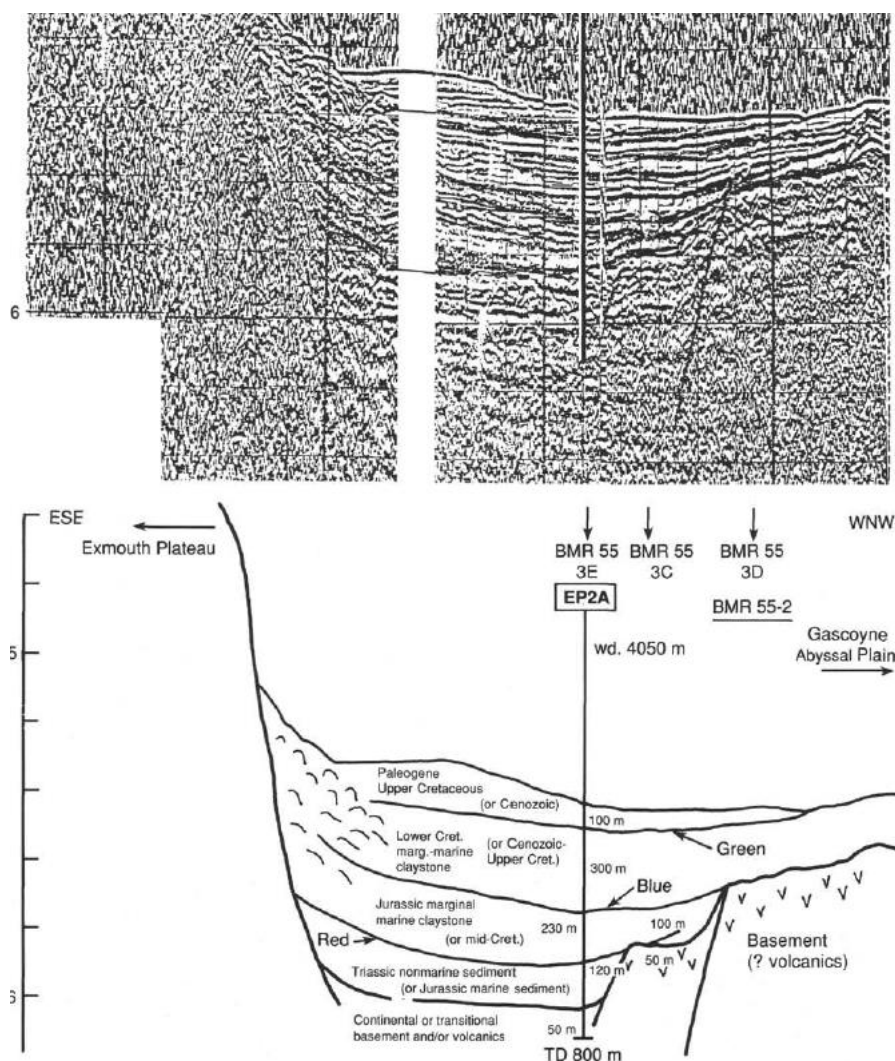 6
ESE
WNW
Exmouth Plateau
BMR 55
3E
BMR 55
3C
BMR 55
3D
EP2A
BMR 55-2
5
wd. 4050 m
Gascoyne
Abyssal Plain
Paleogene
Upper Cretaceous
(or Cenozoic)
100 m
Lower Cret.
marg.-marine
claystone
(or Cenozoic-
Upper Cret.)
Green
300 m
Blue
Jurassic marginal
marine claystone
(or mid-Cret.)
230 m
100 m
Red
50 m
Basement
(? volcanics)
120 m
Triassic nonmarine sediment
(or Jurassic marine sediment)
6
Continental or transitional
basement and/or volcanics
50 m
TD 800 m